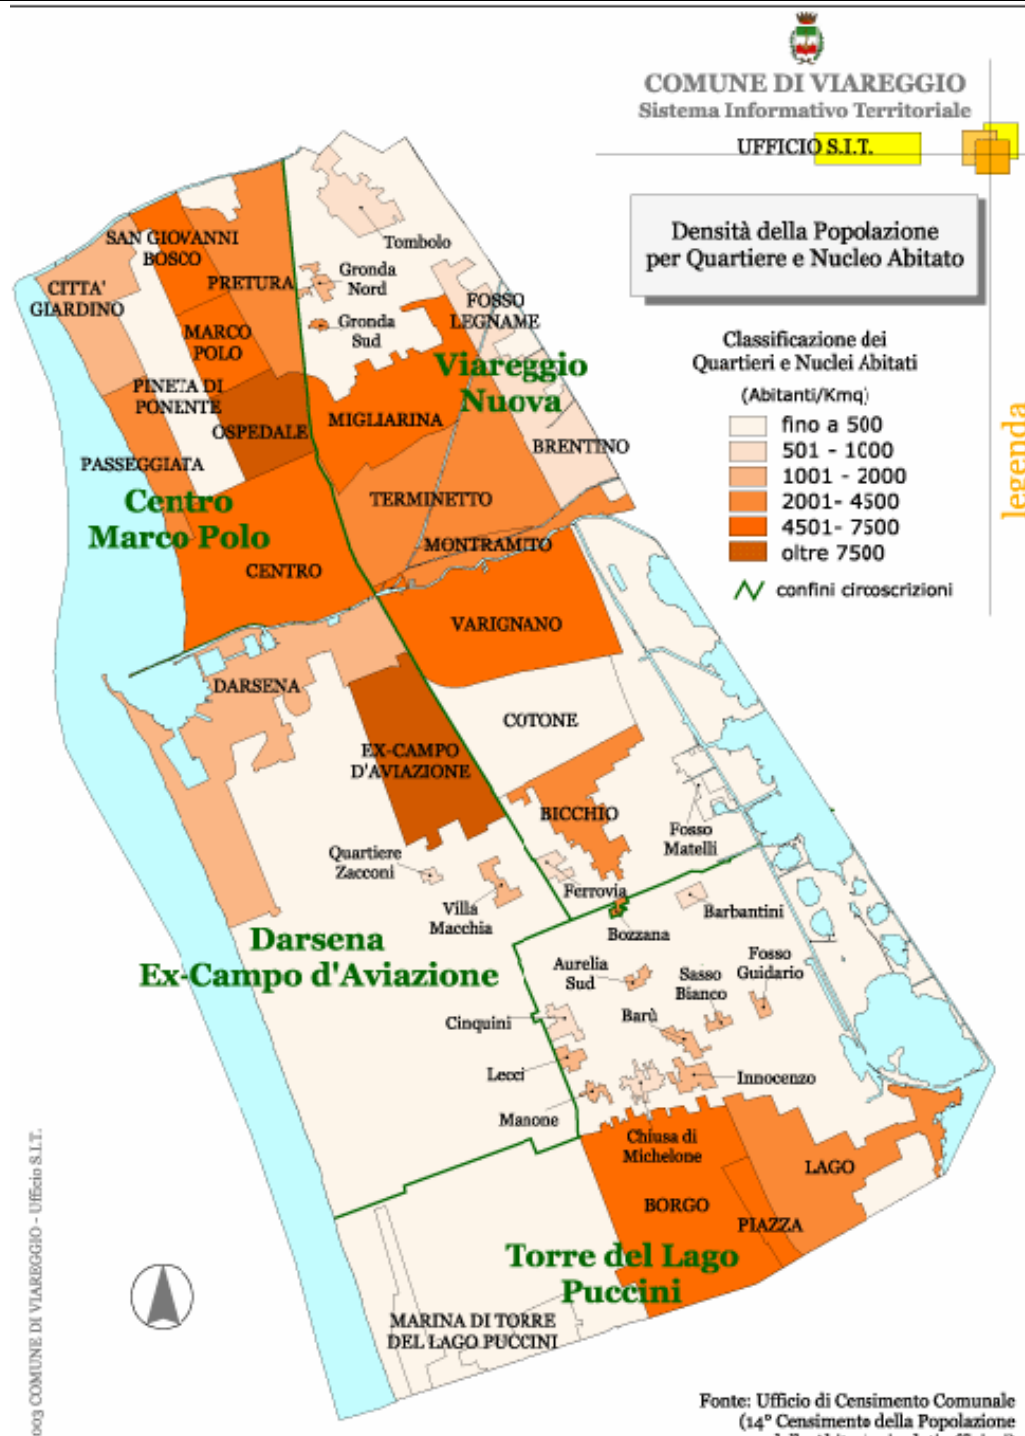 COMUNE DI VIAREGGIO
Sistema Informativo Territoriale
UFFICIO S.I.T.
Densità della Popolazione
per Quartiere e Nucleo Abitato
Classificazione dei
Quartieri e Nuclei Abitati
(Abitanti/Kmq)
fino a 500
501 - 1000
1001 - 2000
2001- 4500
4501- 7500
oltre 7500
confini circoscrizioni
legenda
SAN GIOVANNI
BOSCO
CITTA'
GIARDINO
PRETURA
MARCO
POLO
PINETA DI
PONENTE
OSPEDALE
PASSEGGIATA
Centro
Marco Polo
CENTRO
Tombolo
Gronda
Nord
Gronda
Sud
FOSSO
LEGNAME
Viareggio
Nuova
MIGLIARINA
BRENTINO
TERMINETTO
MONTRAMITO
VARIGNANO
DARSENA
COTONE
EX-CAMPO
D'AVIAZIONE
BICCHIO
Fosso
Matelli
Quartiere
Zacconi
Villa
Macchia
Ferrovia
Barbantini
Bozzana
Darsena
Ex-Campo d'Aviazione
Aurelia
Sud
Sasso
Bianco
Fosso
Guidario
Cinquini
Barù
Lecci
Innocenzo
Manone
Chiusa di
Michelone
LAGO
BORGO
PIAZZA
Torre del Lago
Puccini
MARINA DI TORRE
DEL LAGO PUCCINI
003 COMUNE DI VIAREGGIO - Ufficio S.I.T.
Fonte: Ufficio di Censimento Comunale
(14° Censimento della Popolazione